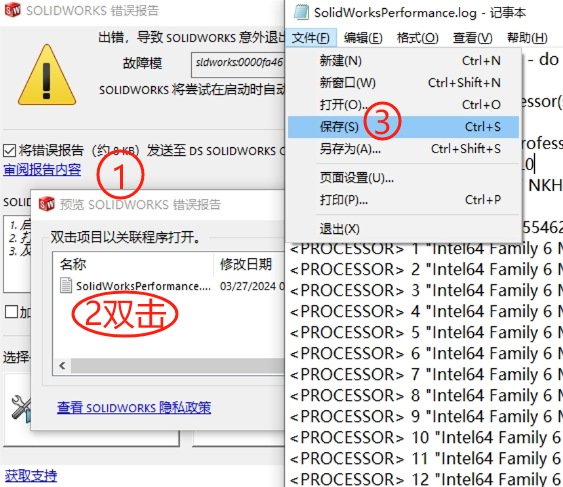 SOLIDWORKS 错误报告
出错，导致 SOLIDWORKS 意外退
故障模
sldworks:0000fa46
SOLIDWORKS 将尝试在启动时自动
将错误报告（约 8 KB）发送至 DS SOLIDWORKS C
审阅报告内容
①
SOLI
1.
2. 打
3. 及
加
选择
获取支持
预览 SOLIDWORKS 错误报告
双击项目以关联程序打开。
名称 修改日期
SolidWorksPerformance.... 03/27/2024 0
2双击
查看 SOLIDWORKS 隐私政策
SolidWorksPerformance.log - 记事本
文件(F) 编辑(E) 格式(O) 查看(V) 帮助(H)
新建(N) Ctrl+N
新窗口(W) Ctrl+Shift+N
打开(O)... Ctrl+O
保存(S) Ctrl+S
③
另存为(A)... Ctrl+Shift+S
页面设置(U)...
打印(P)... Ctrl+P
退出(X)
- do
essor(
rofess
10
NKH
55462
<PROCESSOR> 1 "Intel64 Family 6 M
<PROCESSOR> 2 "Intel64 Family 6 M
<PROCESSOR> 3 "Intel64 Family 6 M
<PROCESSOR> 4 "Intel64 Family 6 M
<PROCESSOR> 5 "Intel64 Family 6 M
<PROCESSOR> 6 "Intel64 Family 6 M
<PROCESSOR> 7 "Intel64 Family 6 M
<PROCESSOR> 8 "Intel64 Family 6 M
<PROCESSOR> 9 "Intel64 Family 6 M
<PROCESSOR> 10 "Intel64 Family 6
<PROCESSOR> 11 "Intel64 Family 6
<PROCESSOR> 12 "Intel64 Family 6